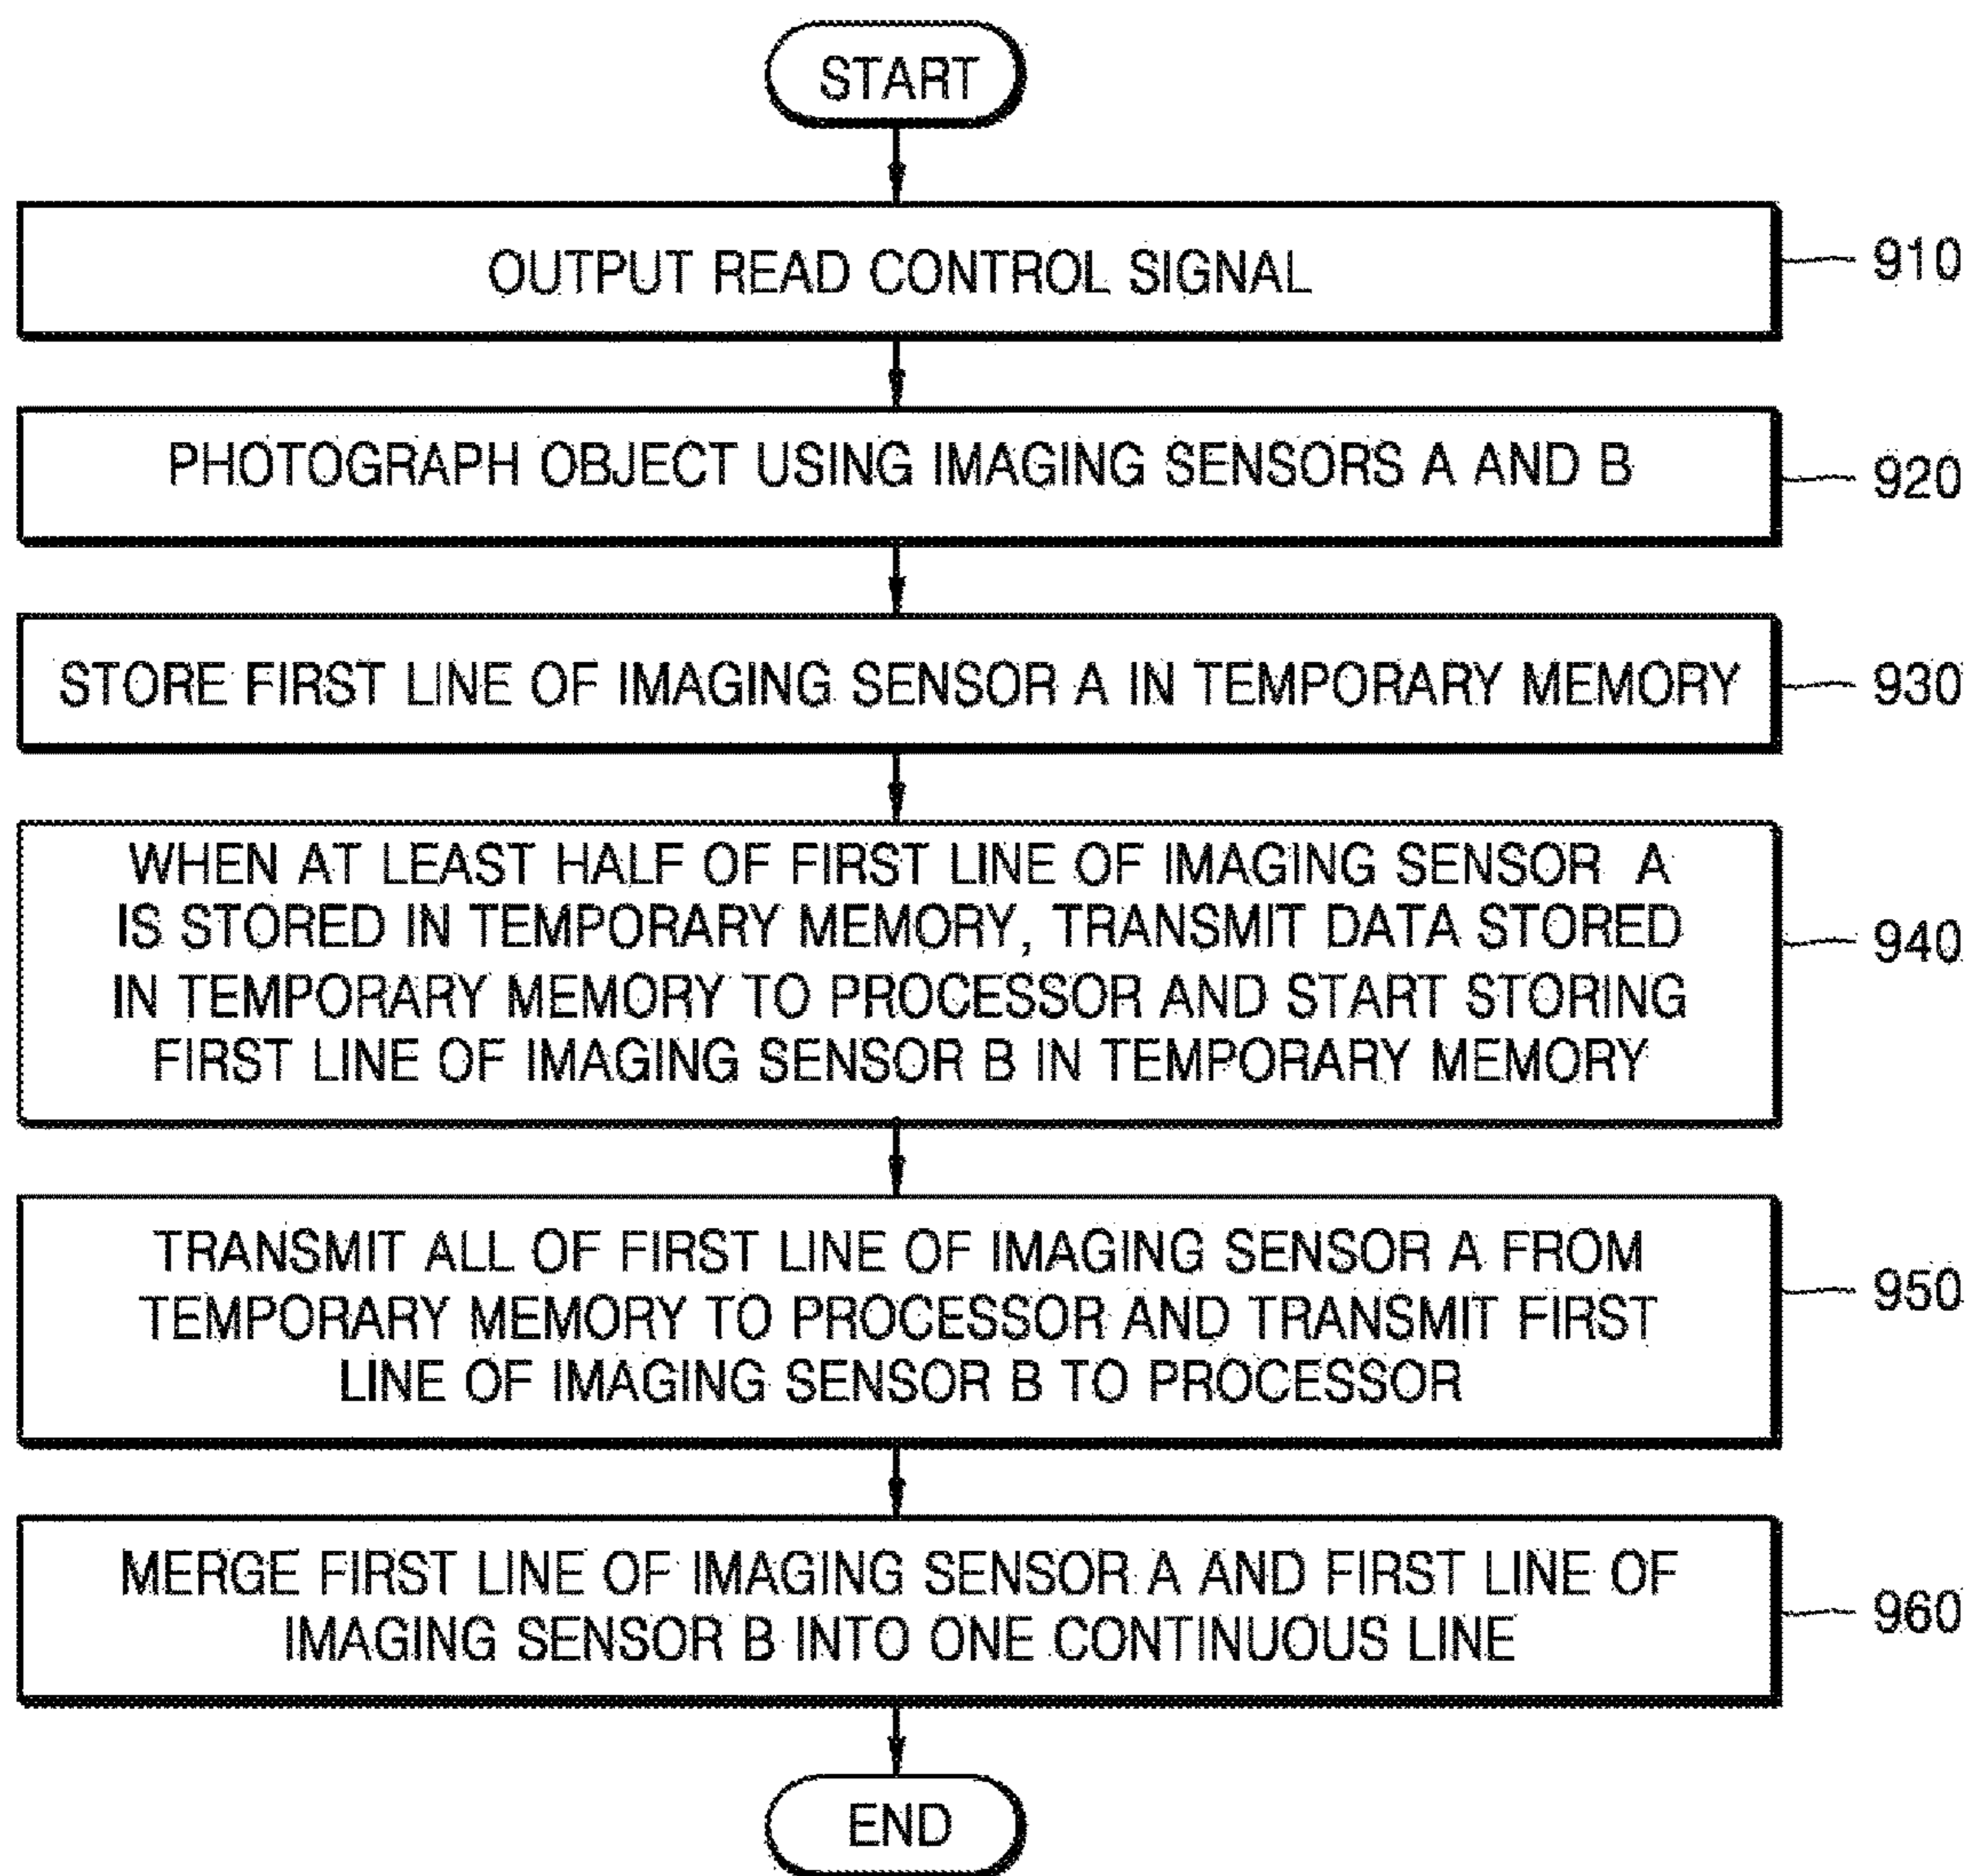 START
OUTPUT READ CONTROL SIGNAL
910
PHOTOGRAPH OBJECT USING IMAGING SENSORS A AND B
920
STORE FIRST LINE OF IMAGING SENSOR A IN TEMPORARY MEMORY
930
WHEN AT LEAST HALF OF FIRST LINE OF IMAGING SENSOR A
IS STORED IN TEMPORARY MEMORY, TRANSMIT DATA STORED
IN TEMPORARY MEMORY TO PROCESSOR AND START STORING
FIRST LINE OF IMAGING SENSOR B IN TEMPORARY MEMORY
940
TRANSMIT ALL OF FIRST LINE OF IMAGING SENSOR A FROM
TEMPORARY MEMORY TO PROCESSOR AND TRANSMIT FIRST
LINE OF IMAGING SENSOR B TO PROCESSOR
950
MERGE FIRST LINE OF IMAGING SENSOR A AND FIRST LINE OF
IMAGING SENSOR B INTO ONE CONTINUOUS LINE
960
END